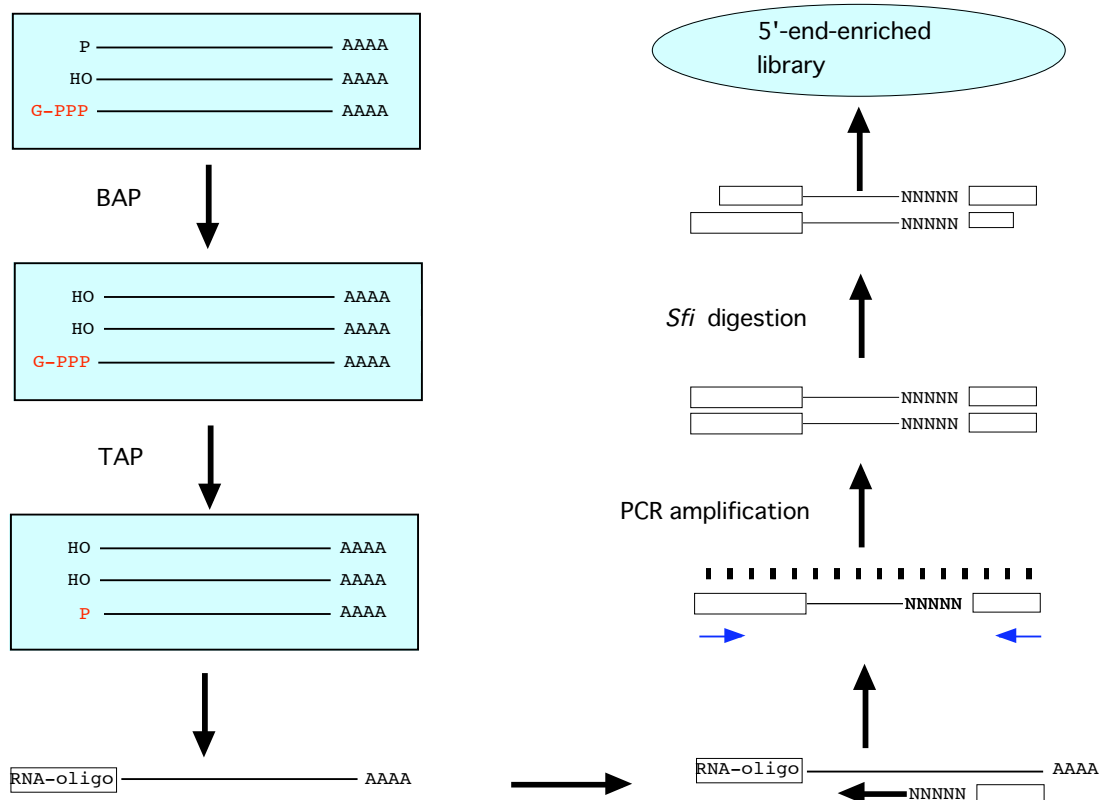 P AAAA
HO AAAA
G-PPP AAAA
BAP
HO AAAA
HO AAAA
G-PPP AAAA
TAP
HO AAAA
HO AAAA
P AAAA
RNA-oligo AAAA
RNA-oligo AAAA
NNNNN
NNNNN
PCR amplification
NNNNN
NNNNN
Sfi digestion
NNNNN
NNNNN
5'-end-enriched
library